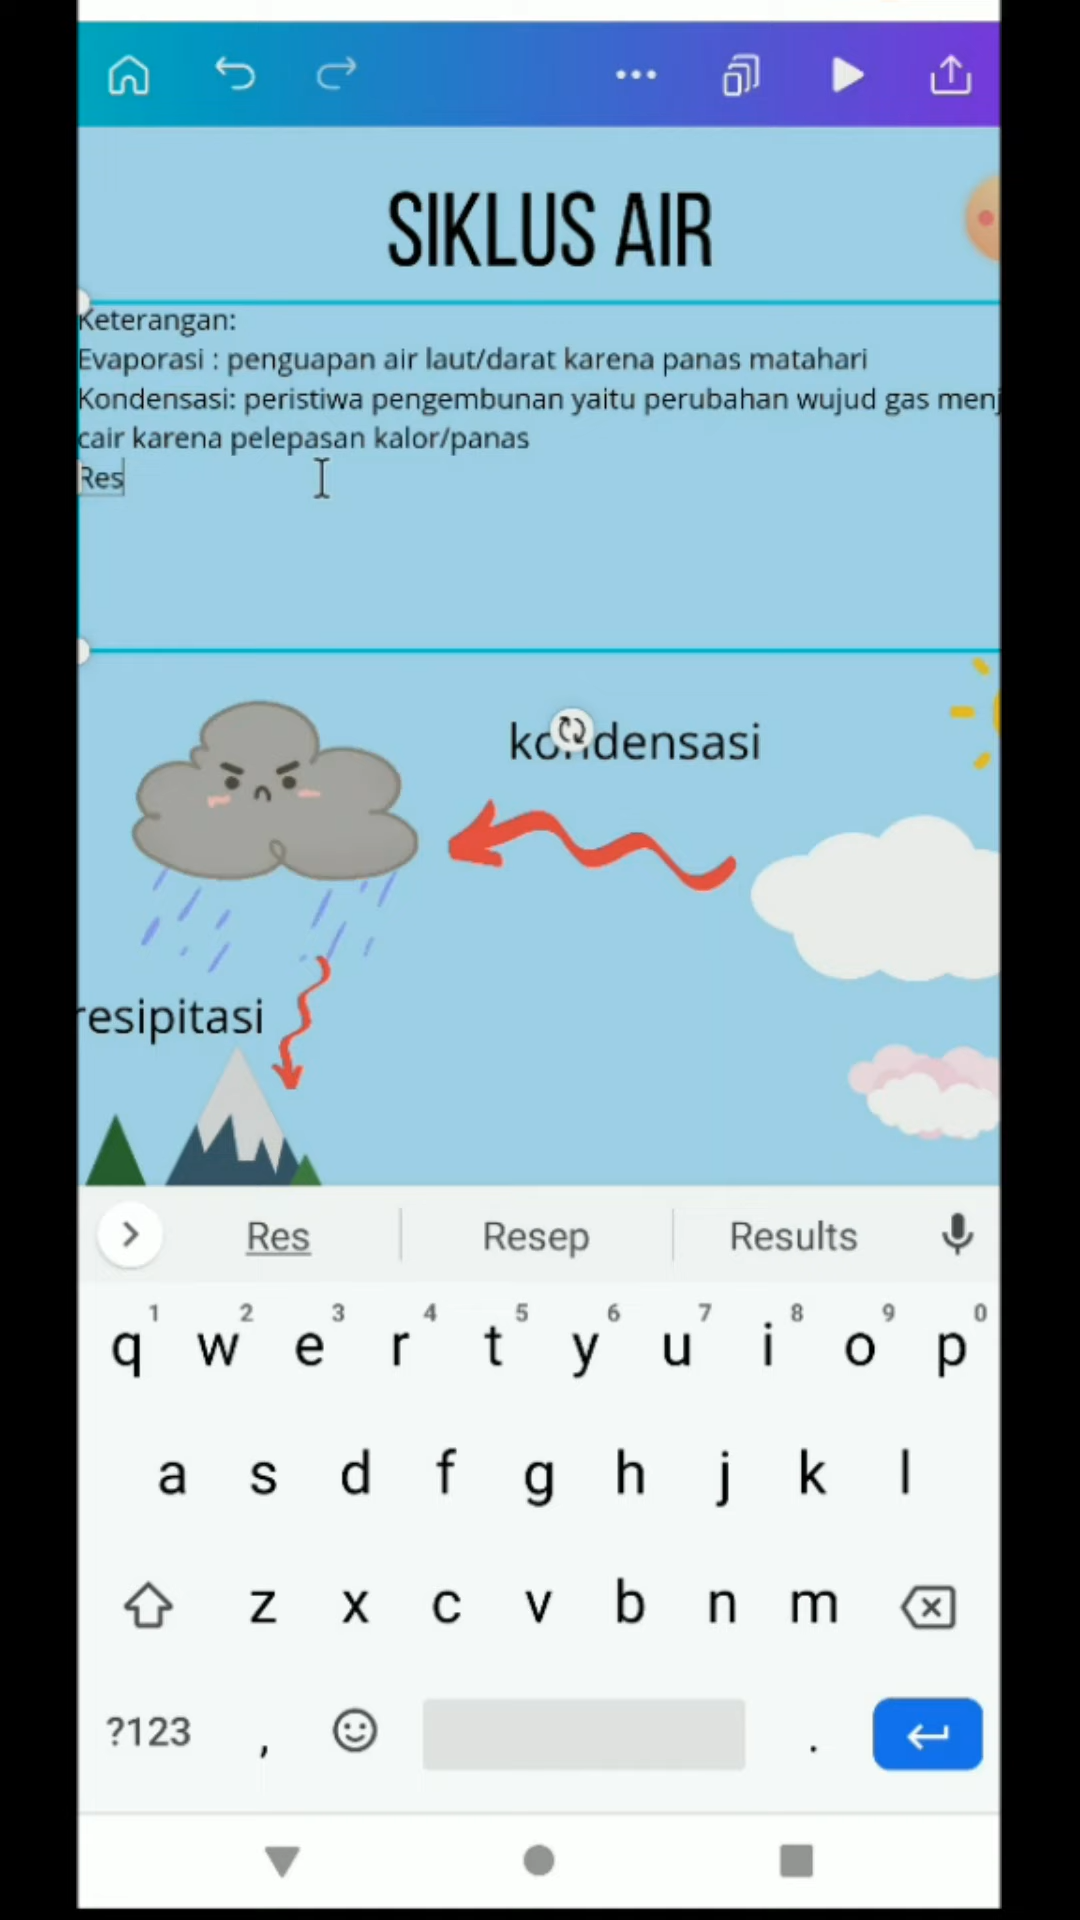 SIKLUS AIR
Keterangan:
Evaporasi : penguapan air laut/darat karena panas matahari
Kondensasi: peristiwa pengembunan yaitu perubahan wujud gas menj
cair karena pelepasan kalor/panas
Res
kondensasi
resipitasi
Res Resep Results
1 2 3 4 5 6 7 8 9 0
q w e r t y u i o p
a s d f g h j k l
z x c v b n m
?123 , .